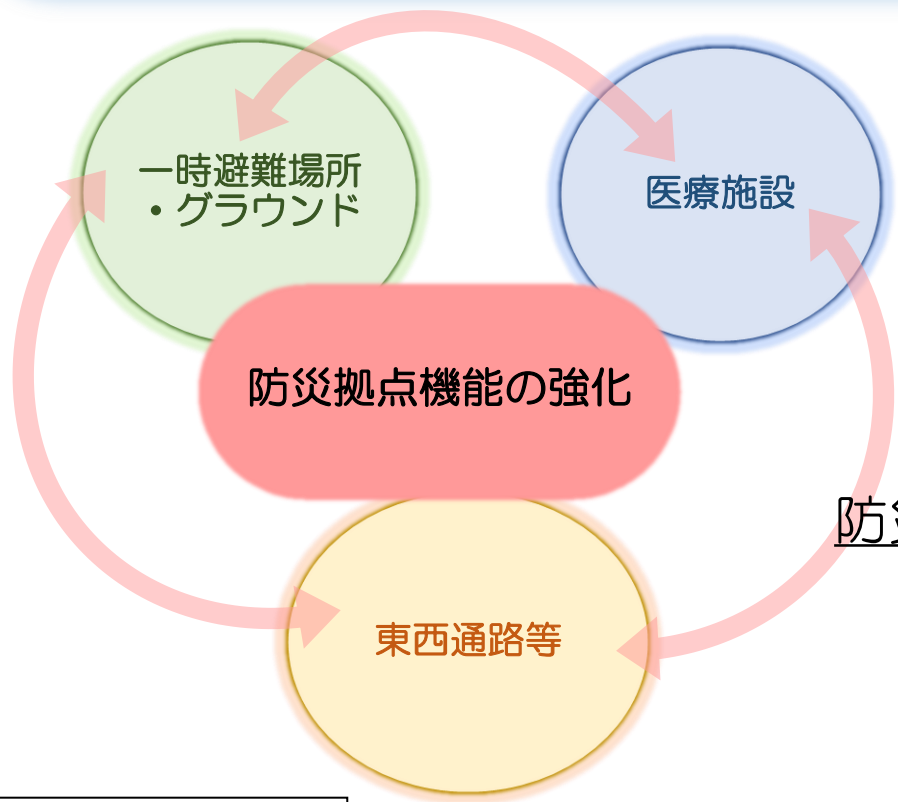 一時避難場所
・グラウンド
医療施設
防災拠点機能の強化
防
東西通路等